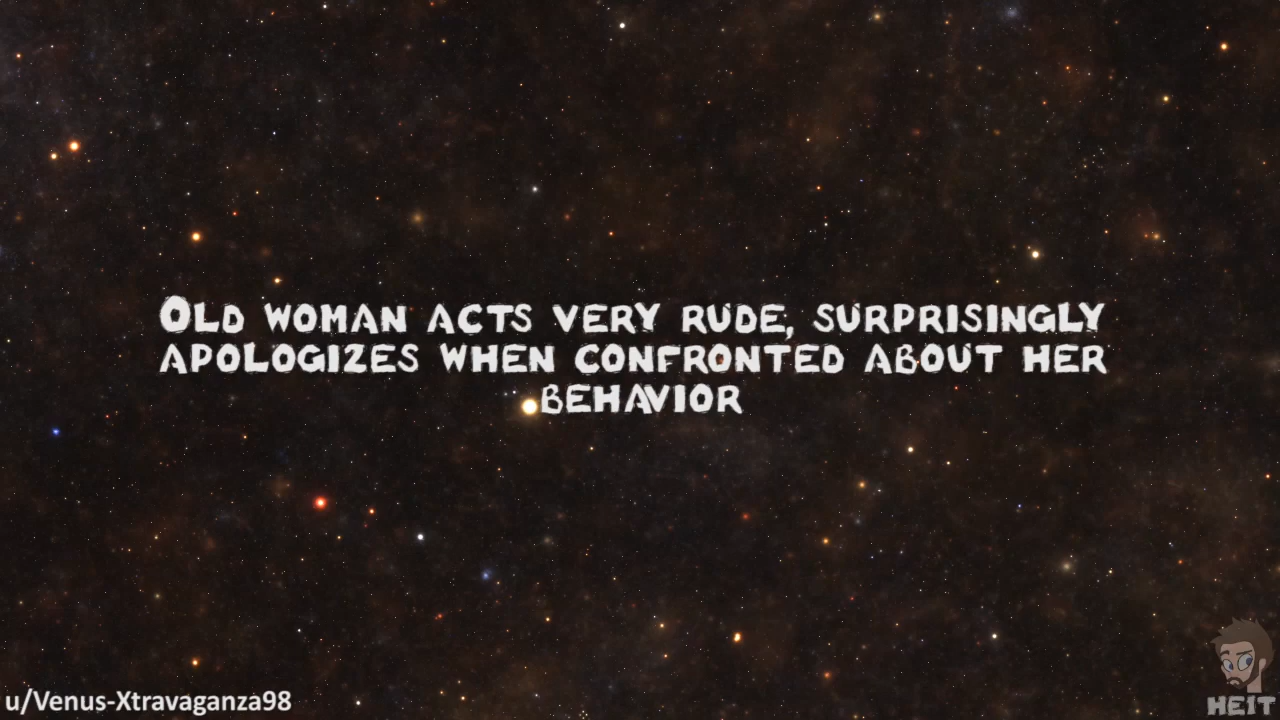 Old woman acts very rude, surprisingly
apologizes when confronted about her
behavior
u/Venus-Xtravaganza98
HEIT